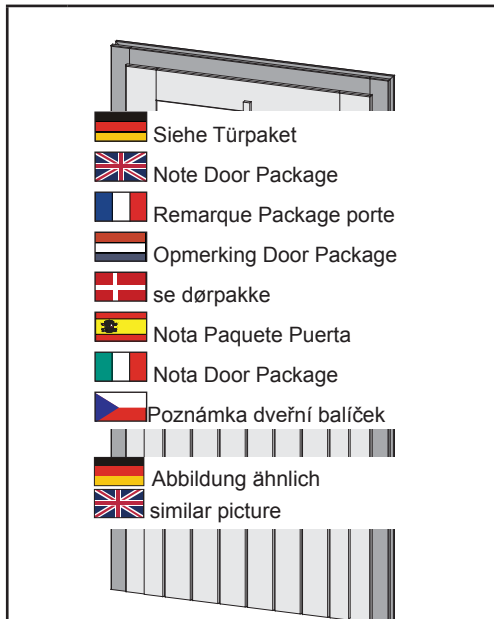 Siehe Türpaket
Note Door Package
Remarque Package porte
Opmerking Door Package
se dørpakke
Nota Paquete Puerta
Nota Door Package
Poznámka dveřní balíček
Abbildung ähnlich
similar picture